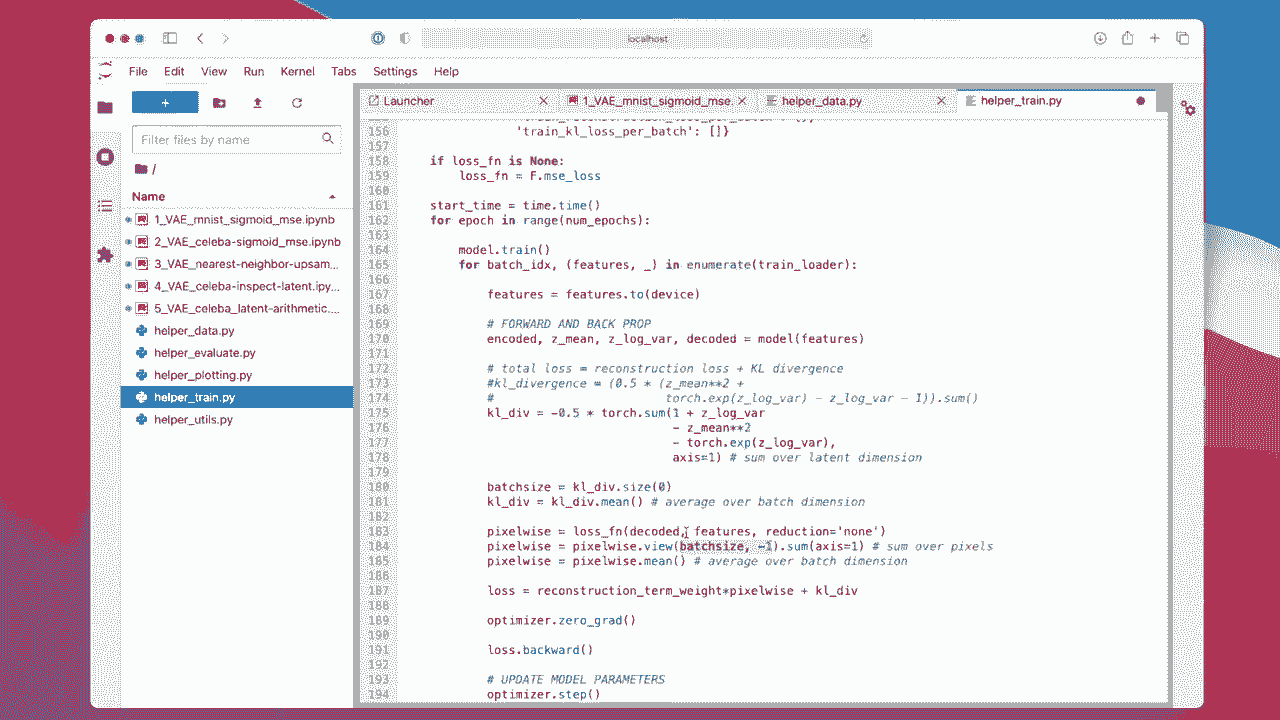 localhost
File Edit View Run Kernel Tabs Settings Help
+
Launcher
1_VAE_mnist_sigmoid_mse.
helper_data.py
helper_train.py
Filter files by name
/
Name
1_VAE_mnist_sigmoid_mse.ipynb
2_VAE_celeba-sigmoid_mse.ipynb
3_VAE_nearest-neighbor-upsam...
4_VAE_celeba-inspect-latent.ipy...
5_VAE_celeba_latent-arithmetic....
helper_data.py
helper_evaluate.py
helper_plotting.py
helper_train.py
helper_utils.py
156 'train_kl_loss_per_batch': []}
157
158 if loss_fn is None:
159 loss_fn = F.mse_loss
160
161 start_time = time.time()
162 for epoch in range(num_epochs):
163
164 model.train()
165 for batch_idx, (features, _) in enumerate(train_loader):
166
167 features = features.to(device)
168
169 # FORWARD AND BACK PROP
170 encoded, z_mean, z_log_var, decoded = model(features)
171
172 # total loss = reconstruction loss + KL divergence
173 #kl_divergence = (0.5 * (z_mean**2 +
174 # torch.exp(z_log_var) - z_log_var - 1)).sum()
175 kl_div = -0.5 * torch.sum(1 + z_log_var
176 - z_mean**2
177 - torch.exp(z_log_var),
178 axis=1) # sum over latent dimension
179
180 batchsize = kl_div.size(0)
181 kl_div = kl_div.mean() # average over batch dimension
182
183 pixelwise = loss_fn(decoded, features, reduction='none')
184 pixelwise = pixelwise.view(batchsize, -1).sum(axis=1) # sum over pixels
185 pixelwise = pixelwise.mean() # average over batch dimension
186
187 loss = reconstruction_term_weight*pixelwise + kl_div
188
189 optimizer.zero_grad()
190
191 loss.backward()
192
193 # UPDATE MODEL PARAMETERS
194 optimizer.step()